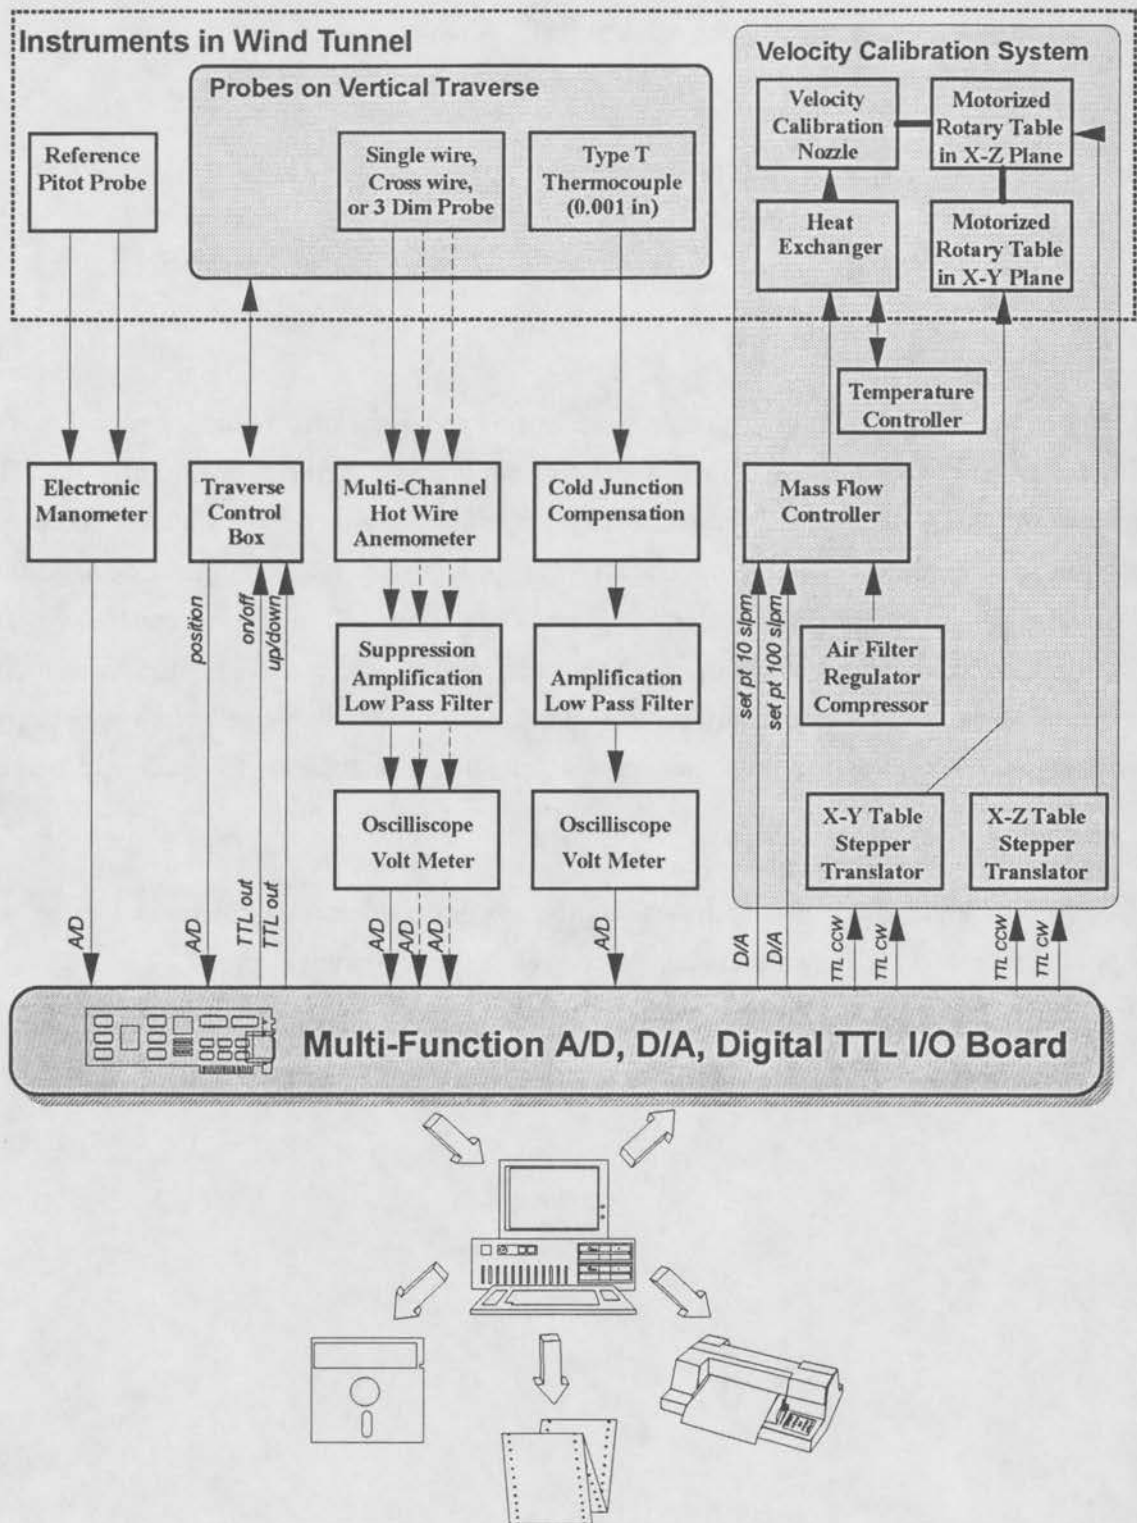 Instruments in Wind Tunnel
Velocity Calibration System
Probes on Vertical Traverse
Reference
Pitot Probe
Single wire,
Cross wire,
or 3 Dim Probe
Type T
Thermocouple
(0.001 in)
Velocity
Calibration
Nozzle
Motorized
Rotary Table
in X-Z Plane
Heat
Exchanger
Motorized
Rotary Table
in X-Y Plane
Temperature
Controller
Electronic
Manometer
Traverse
Control
Box
Multi-Channel
Hot Wire
Anemometer
Cold Junction
Compensation
Mass Flow
Controller
position
on/off
up/down
Suppression
Amplification
Low Pass Filter
Amplification
Low Pass Filter
set pt 10 slpm
set pt 100 slpm
Air Filter
Regulator
Compressor
Oscilliscope
Volt Meter
Oscilliscope
Volt Meter
X-Y Table
Stepper
Translator
X-Z Table
Stepper
Translator
A/D
A/D
TTL out
TTL out
A/D
A/D
A/D
A/D
D/A
D/A
TTL CCW
TTL CW
TTL CCW
TTL CW
Multi-Function A/D, D/A, Digital TTL I/O Board